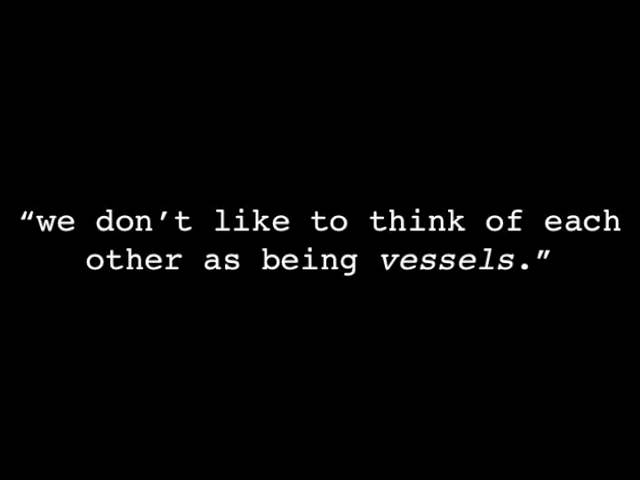 “we don’t like to think of each
other as being vessels.”